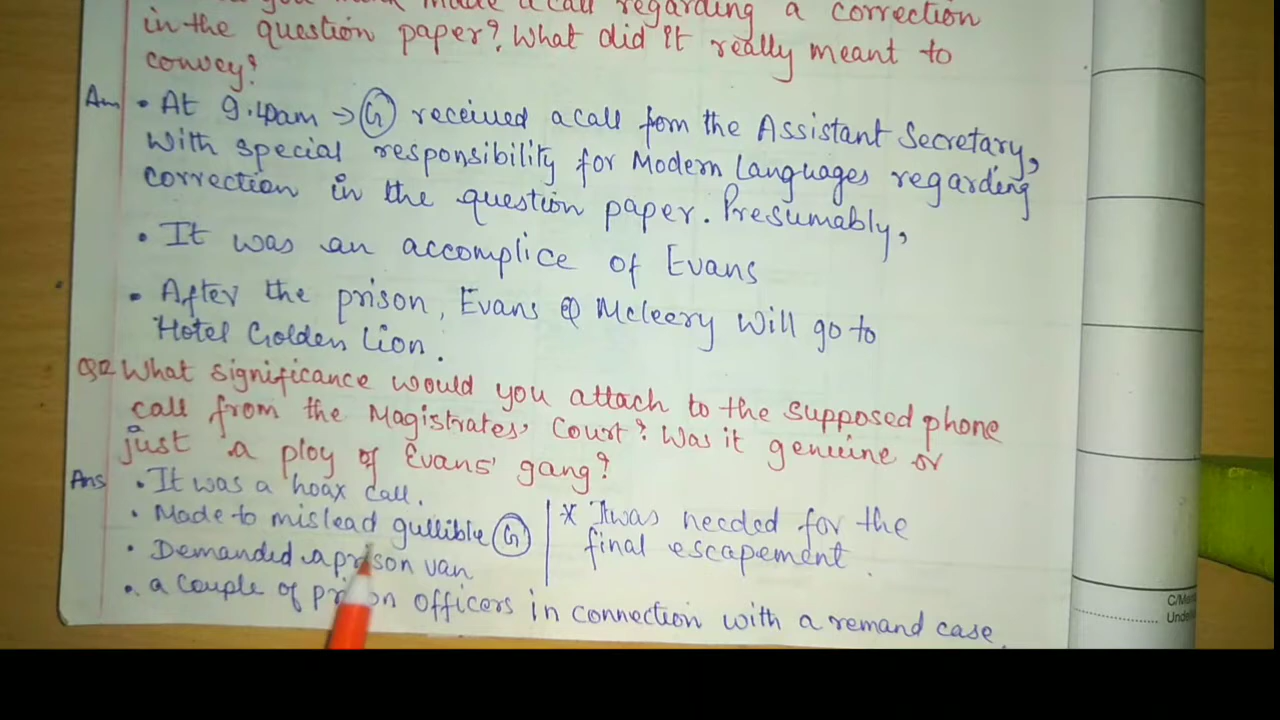 made a call regarding a correction
in the question paper? What did it really meant to
convey?
Ans • At 9.40am → G received a call from the Assistant Secretary,
With special responsibility for Modern Languages regarding
correction in the question paper. Presumably,
• It was an accomplice of Evans
• After the prison, Evans @ Mcleery will go to
Hotel Golden Lion.
Q2 What significance would you attach to the supposed phone
call from the Magistrates' Court? Was it genuine or
just a ploy of Evans' gang?
Ans • It was a hoax call.
• Made to mislead gullible G
• Demanded a prison van
• a couple of prison officers in connection with a remand case.
* It was needed for the
final escapement.